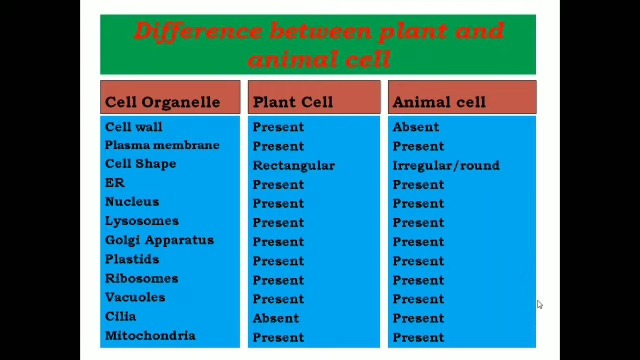 Difference between plant and
animal cell
Cell Organelle Plant Cell Animal cell
Cell wall Present Absent
Plasma membrane Present Present
Cell Shape Rectangular Irregular/round
ER Present Present
Nucleus Present Present
Lysosomes Present Present
Golgi Apparatus Present Present
Plastids Present Present
Ribosomes Present Present
Vacuoles Present Present
Cilia Absent Present
Mitochondria Present Present